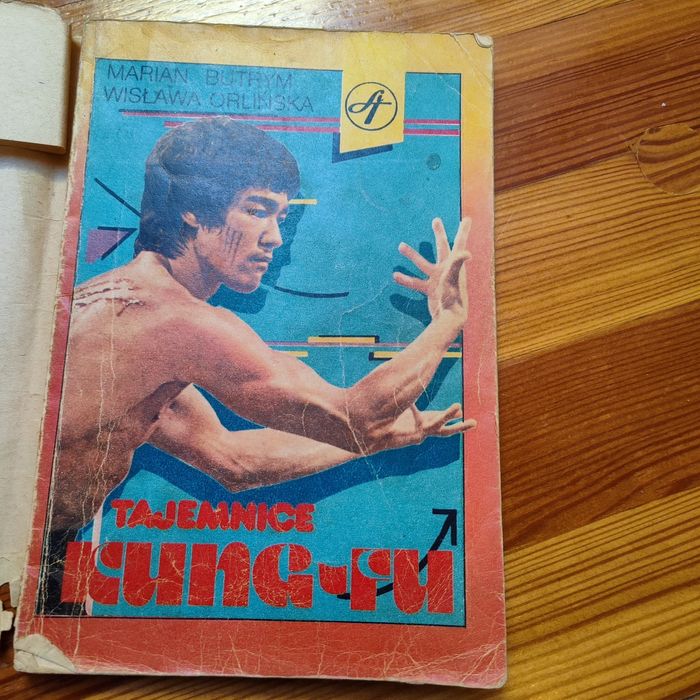 MARIAN BUTRYM
WISŁAWA ORLIŃSKA
TAJEMNICE
KUNG-FU